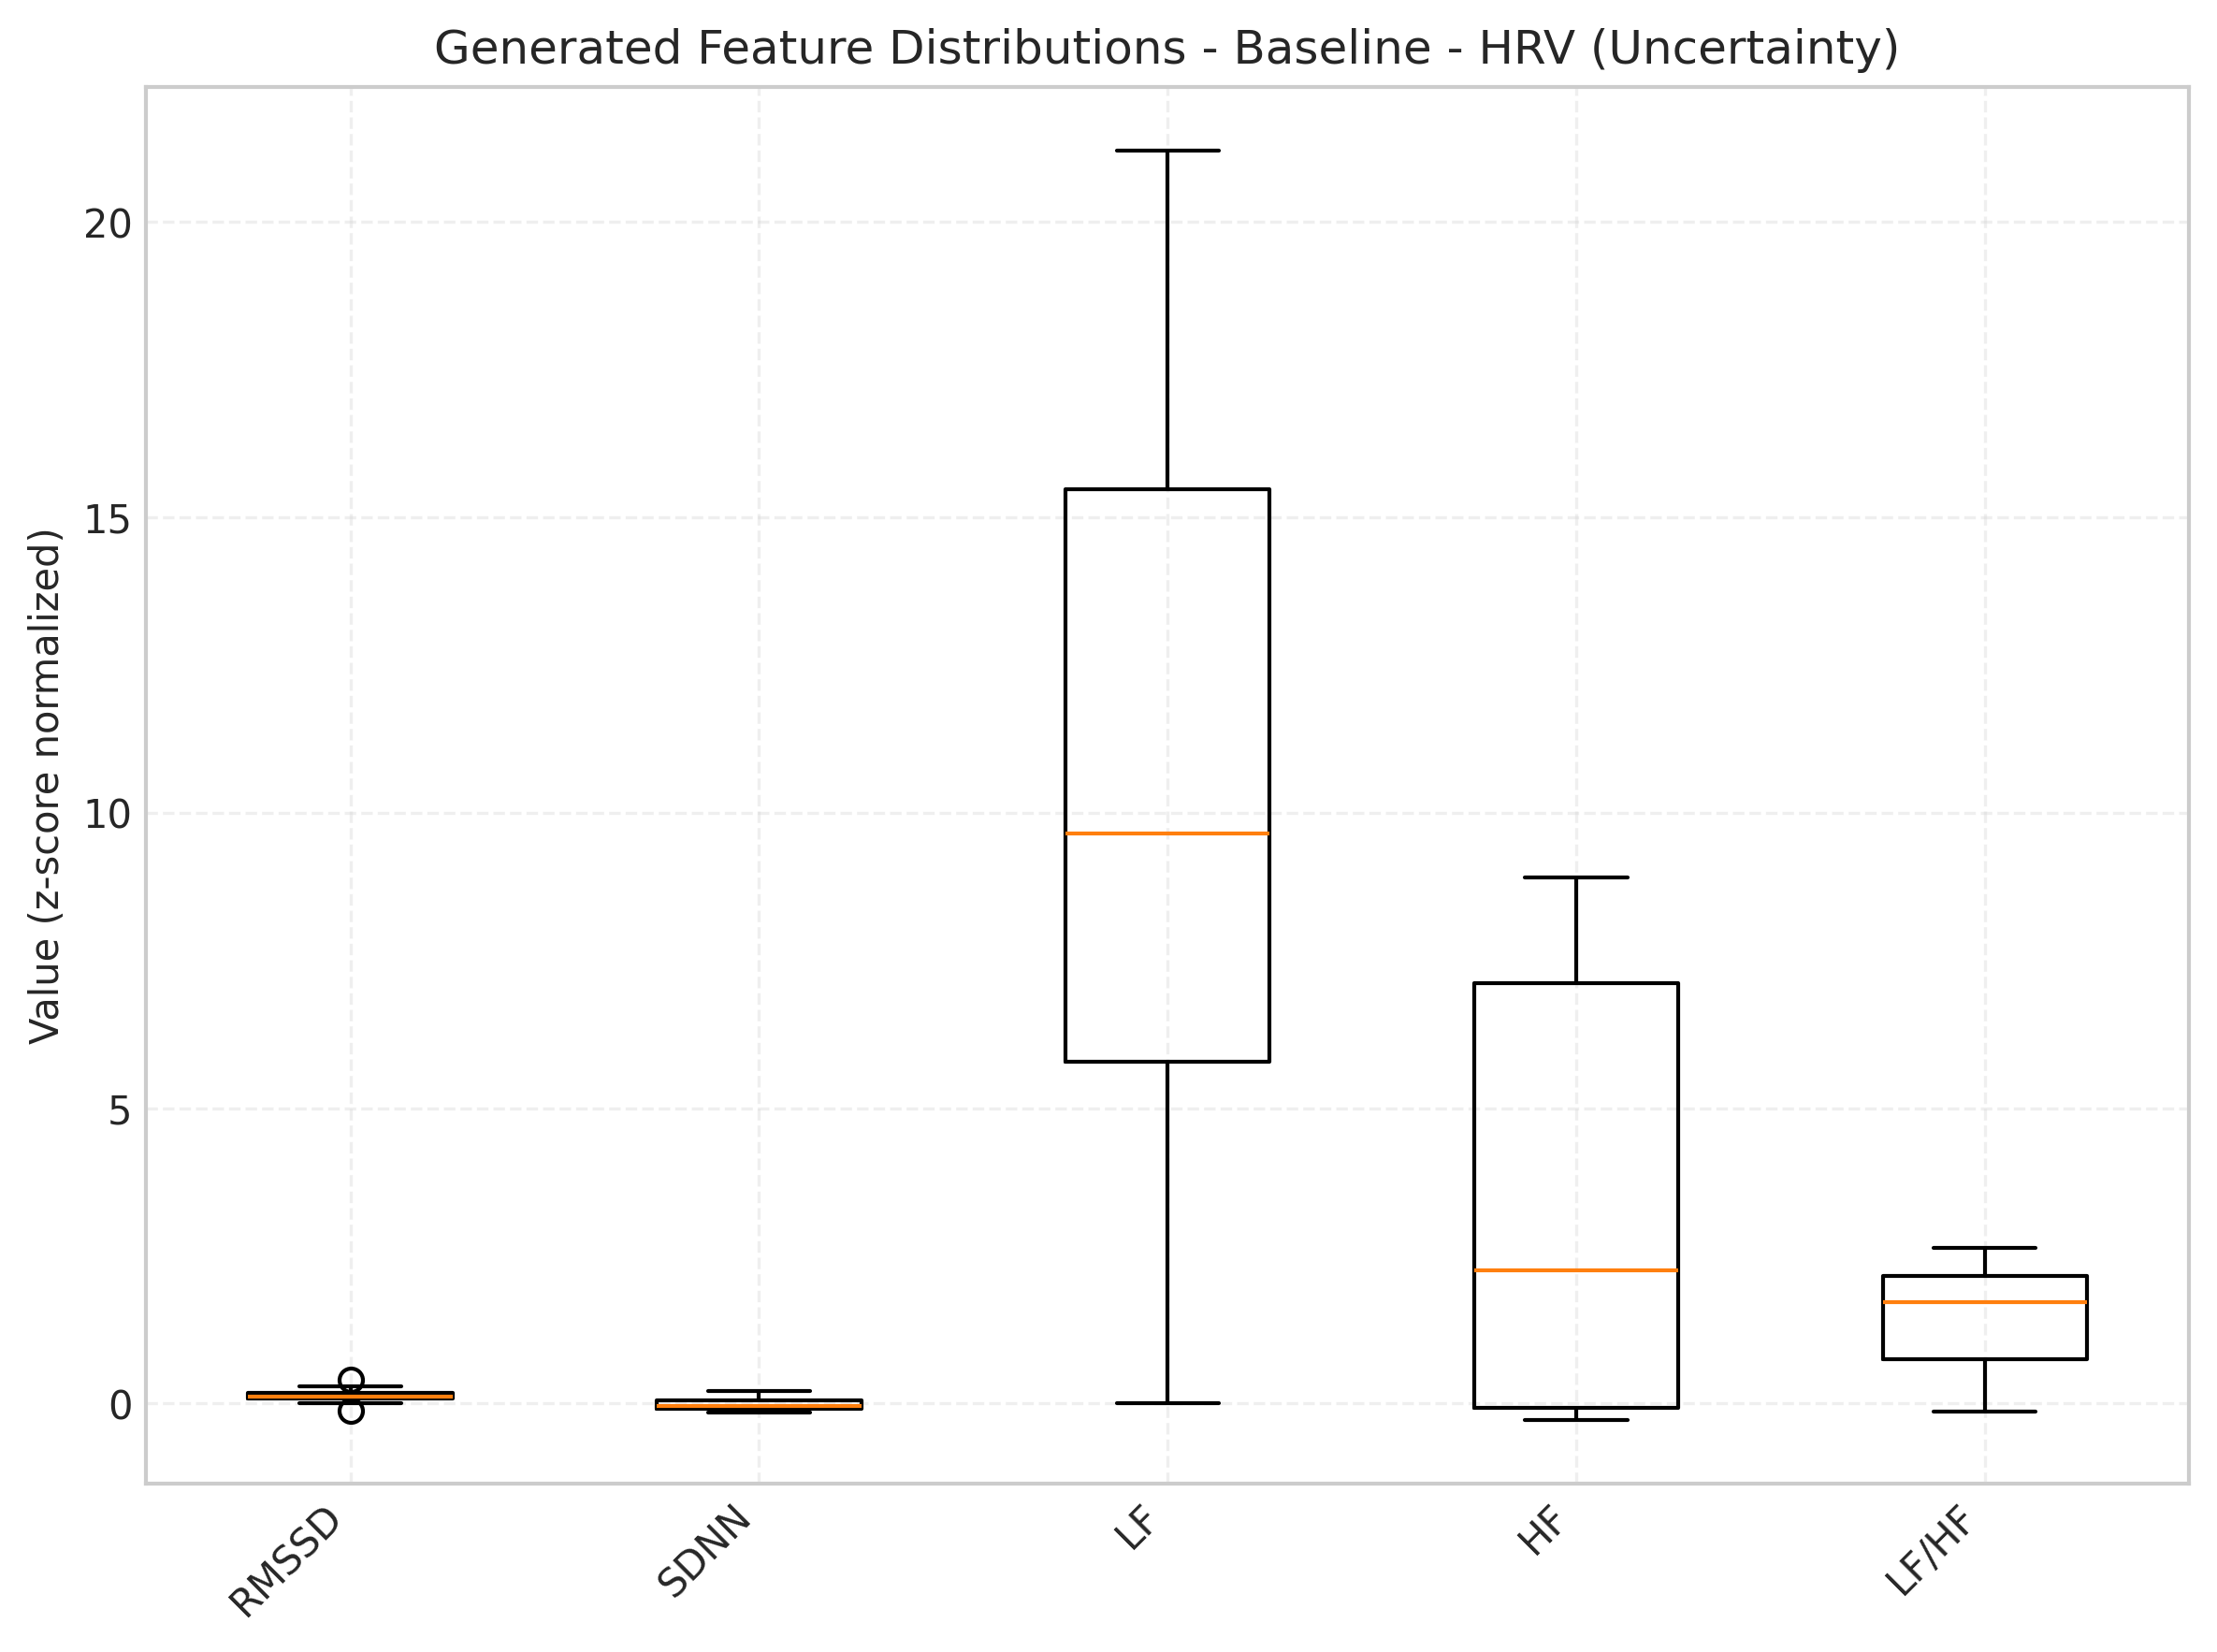 Generated Feature Distributions - Baseline - HRV (Uncertainty)
Value (z-score normalized)
20
15
10
5
0
RMSSD
SDNN
LF
HF
LF/HF